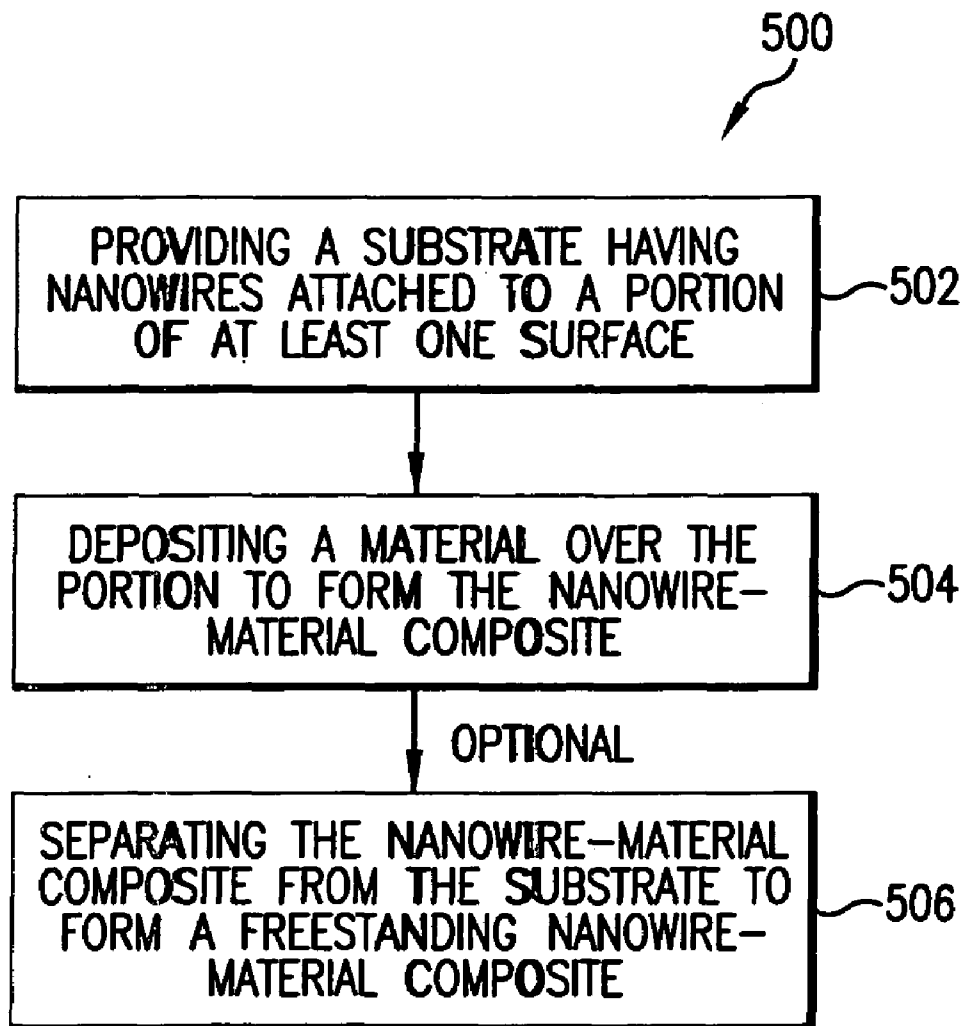 500
PROVIDING A SUBSTRATE HAVING
NANOWIRES ATTACHED TO A PORTION
OF AT LEAST ONE SURFACE
502
DEPOSITING A MATERIAL OVER THE
PORTION TO FORM THE NANOWIRE–
MATERIAL COMPOSITE
504
OPTIONAL
SEPARATING THE NANOWIRE–MATERIAL
COMPOSITE FROM THE SUBSTRATE TO
FORM A FREESTANDING NANOWIRE–
MATERIAL COMPOSITE
506